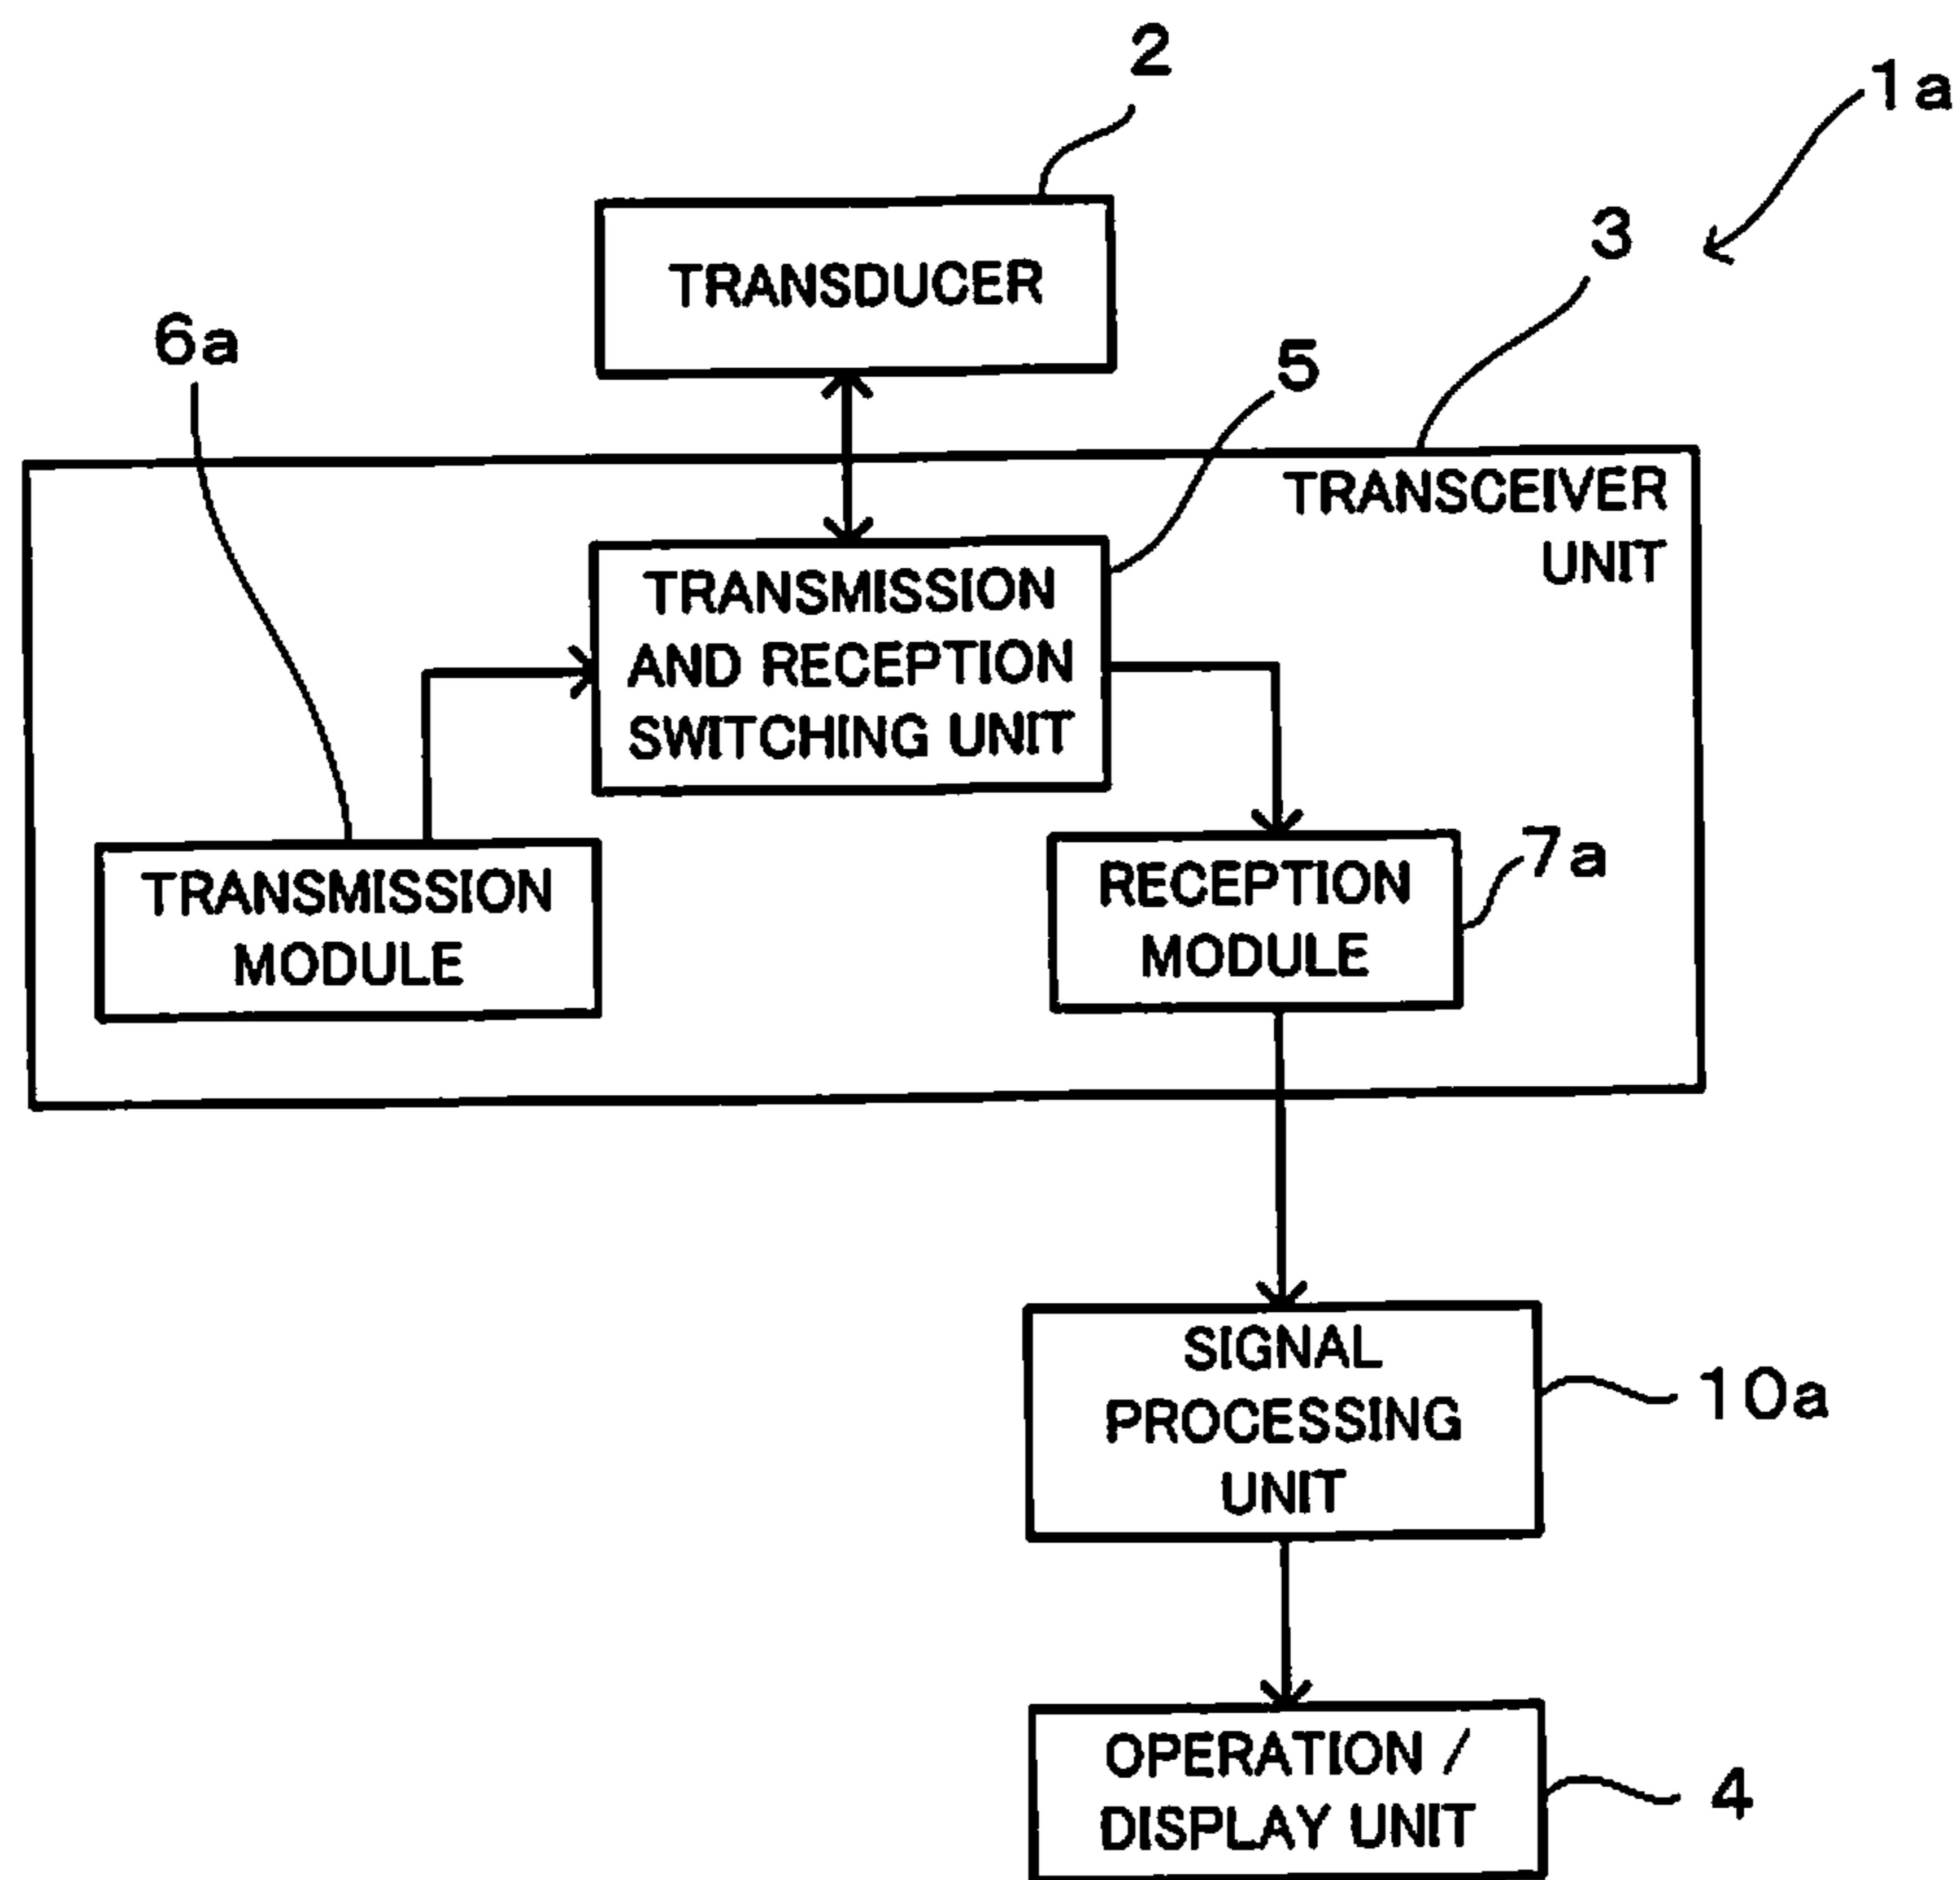 2
1a
TRANSDUCER
3
6a
5
TRANSCEIVER
UNIT
TRANSMISSION
AND RECEPTION
SWITCHING UNIT
TRANSMISSION
MODULE
RECEPTION
MODULE
7a
SIGNAL
PROCESSING
UNIT
10a
OPERATION /
DISPLAY UNIT
4